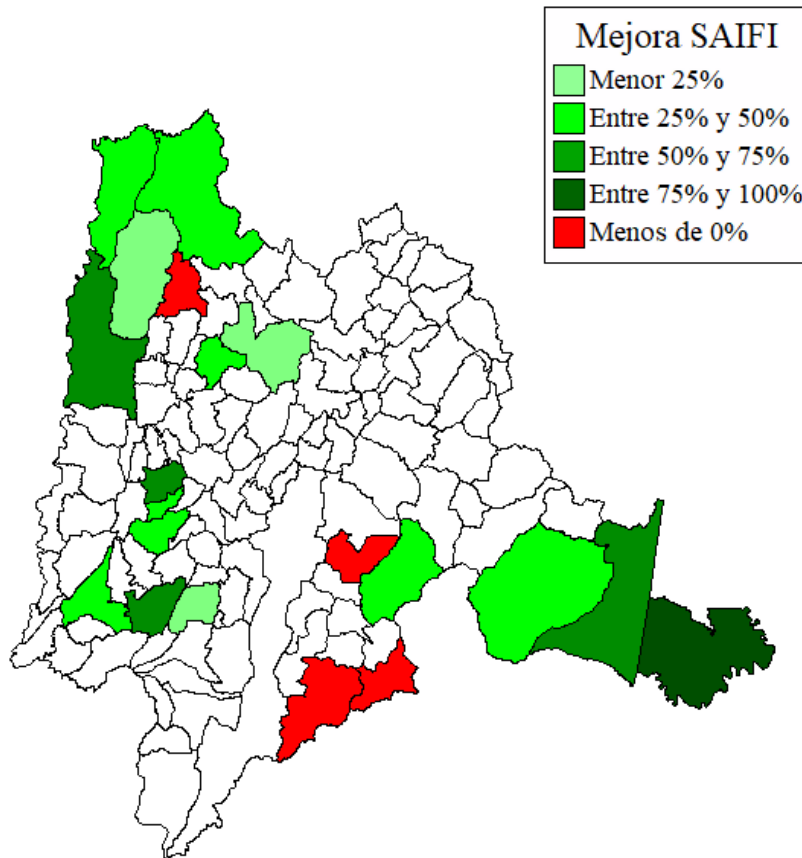 Mejora SAIFI
Menor 25%
Entre 25% y 50%
Entre 50% y 75%
Entre 75% y 100%
Menos de 0%